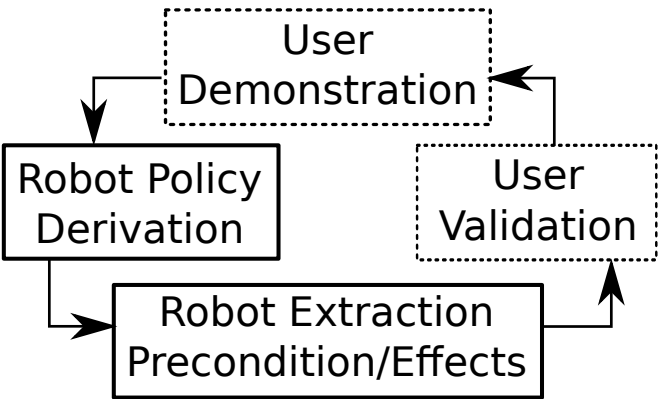 User
Demonstration
Robot Policy
Derivation
User
Validation
Robot Extraction
Precondition/Effects